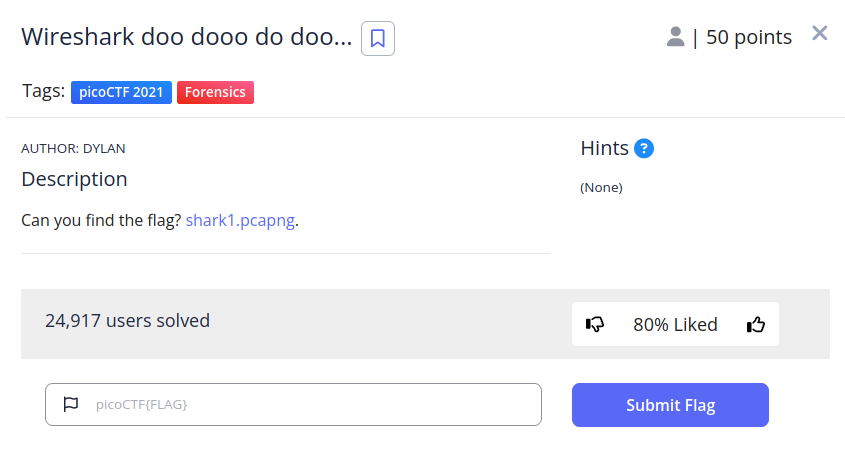 Wireshark doo dooo do doo...
| 50 points
Tags: picoCTF 2021 Forensics
AUTHOR: DYLAN
Description
Can you find the flag? shark1.pcapng.
Hints ?
(None)
24,917 users solved
80% Liked
picoCTF{FLAG}
Submit Flag